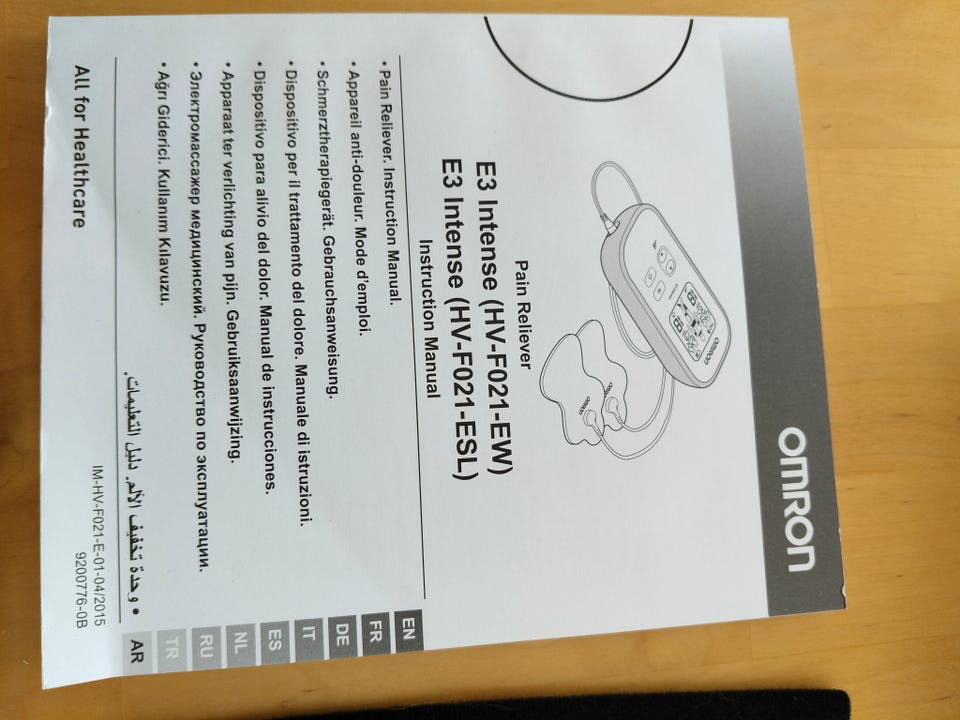 OMRON
Pain Reliever
E3 Intense (HV-F021-EW)
E3 Intense (HV-F021-ESL)
Instruction Manual
• Pain Reliever. Instruction Manual.
EN
• Appareil anti-douleur. Mode d'emploi.
FR
• Schmerztherapiegerät. Gebrauchsanweisung.
DE
• Dispositivo per il trattamento del dolore. Manuale di istruzioni.
IT
• Dispositivo para alivio del dolor. Manual de instrucciones.
ES
• Apparaat ter verlichting van pijn. Gebruiksaanwijzing.
NL
• Электромассажер медицинский. Руководство по эксплуатации.
RU
• Ağrı Giderici. Kullanım Kılavuzu.
TR
• وحدة تخفيف الألم. دليل التعليمات.
AR
All for Healthcare
IM-HV-F021-E-01-04/2015
9200776-0B